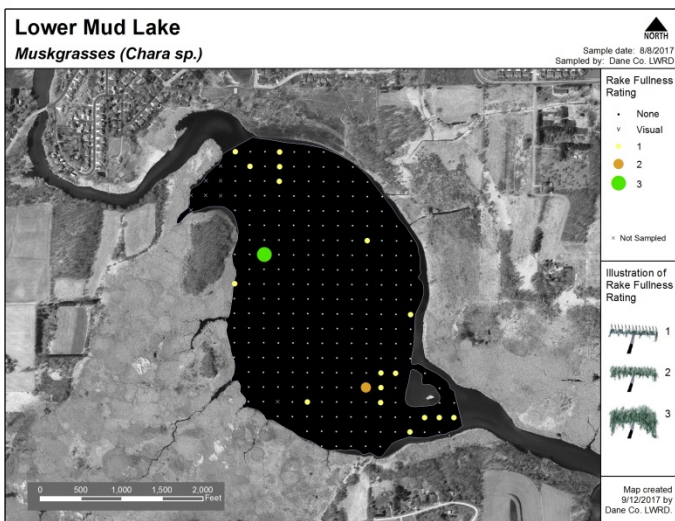 Lower Mud Lake
Muskgrasses (Chara sp.)
NORTH
Sample date: 8/8/2017
Sampled by: Dane Co. LWRD
Rake Fullness
Rating
None
v Visual
1
2
3
× Not Sampled
Illustration of
Rake Fullness
Rating
1
2
3
0 500 1,000 2,000
Feet
Map created
9/12/2017 by
Dane Co. LWRD.